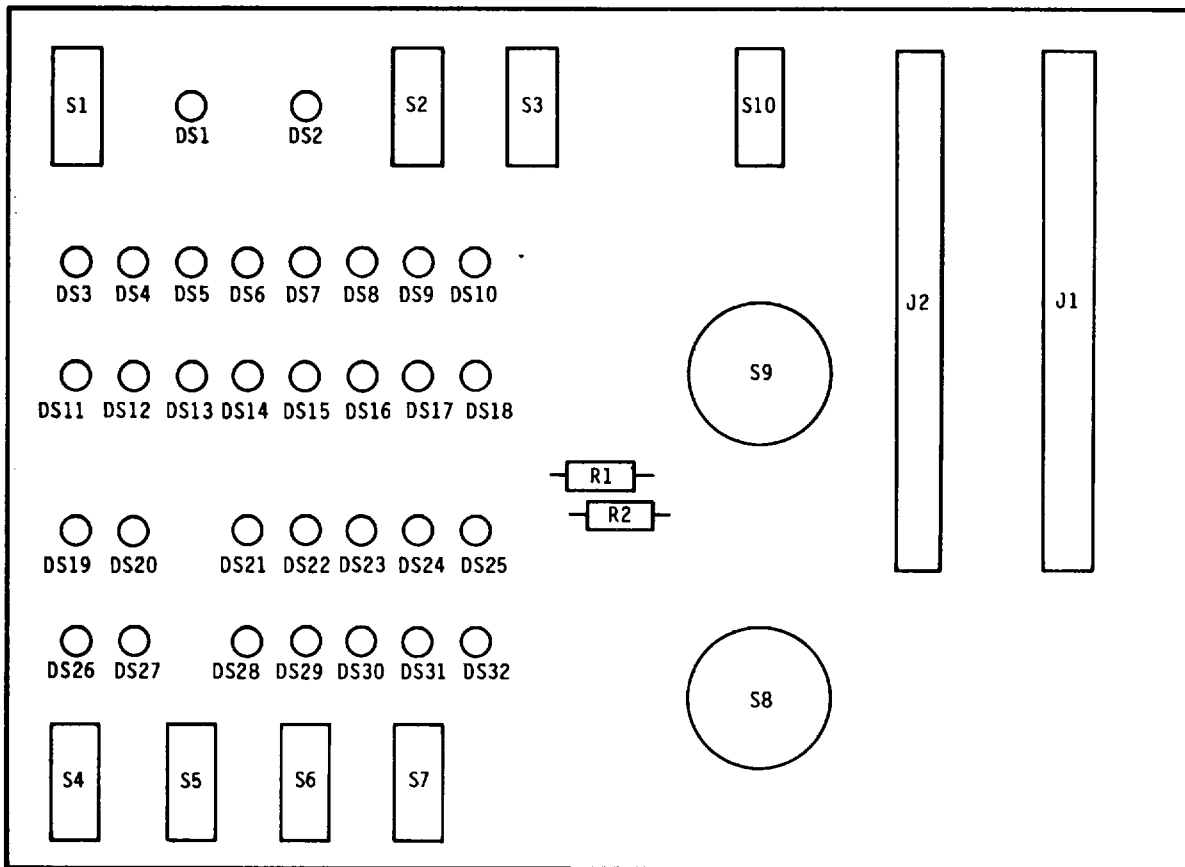 S1 DS1 DS2 S2 S3 S10
DS3 DS4 DS5 DS6 DS7 DS8 DS9 DS10
J2 J1
S9
DS11 DS12 DS13 DS14 DS15 DS16 DS17 DS18
R1
R2
DS19 DS20 DS21 DS22 DS23 DS24 DS25
DS26 DS27 DS28 DS29 DS30 DS31 DS32
S8
S4 S5 S6 S7